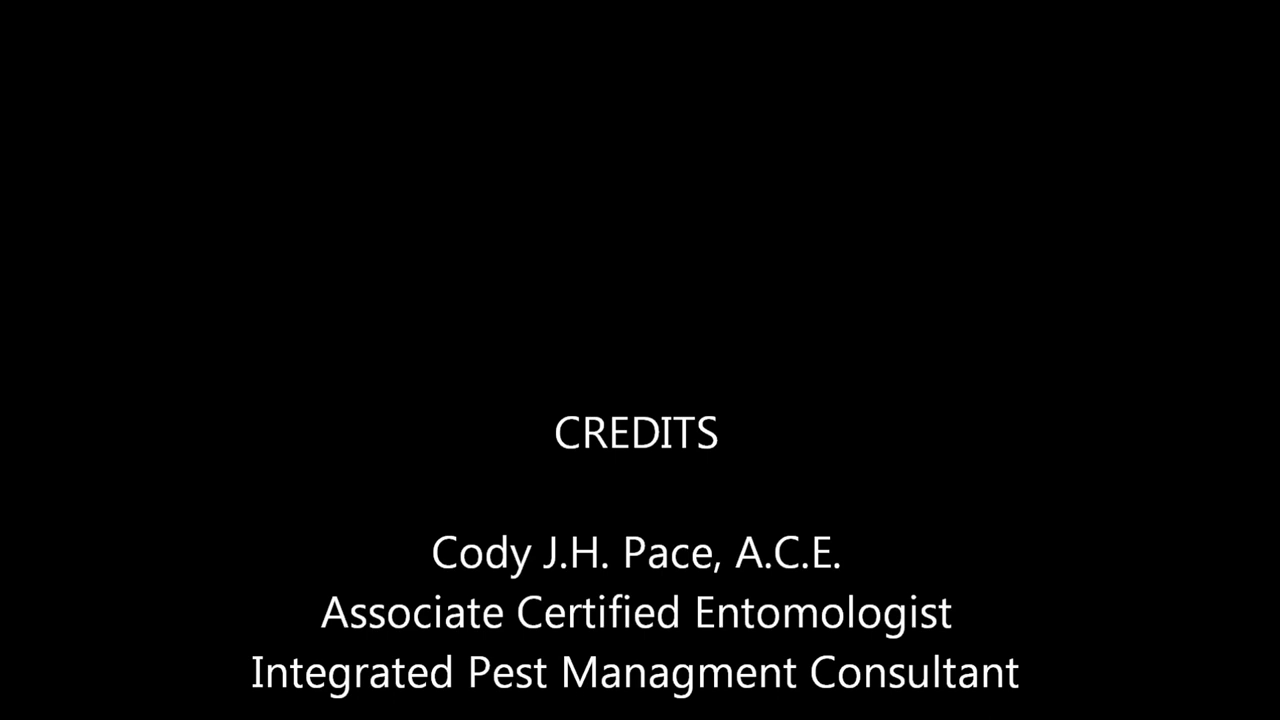 CREDITS
Cody J.H. Pace, A.C.E.
Associate Certified Entomologist
Integrated Pest Managment Consultant